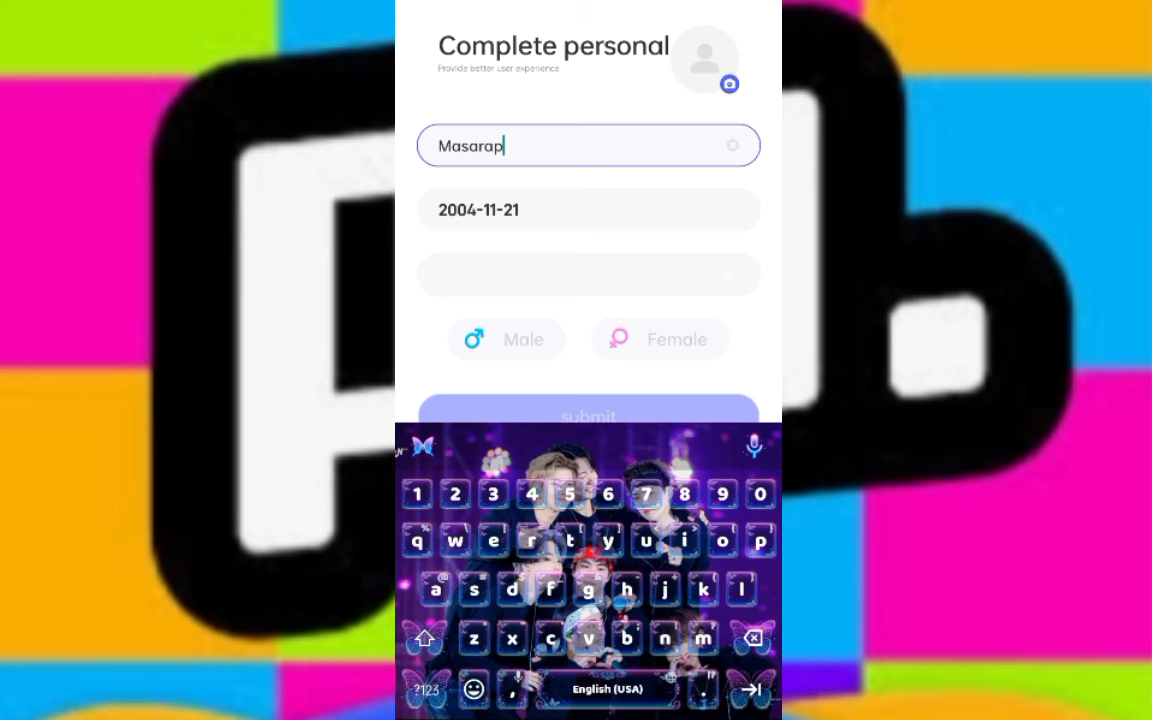 Complete personal
Provide better user experience
Masarap
2004-11-21
Male
Female
submit
1 2 3 4 5 6 7 8 9 0
q w e r t y u i o p
a s d f g h j k l
z x c v b n m
?123 , English (USA) .